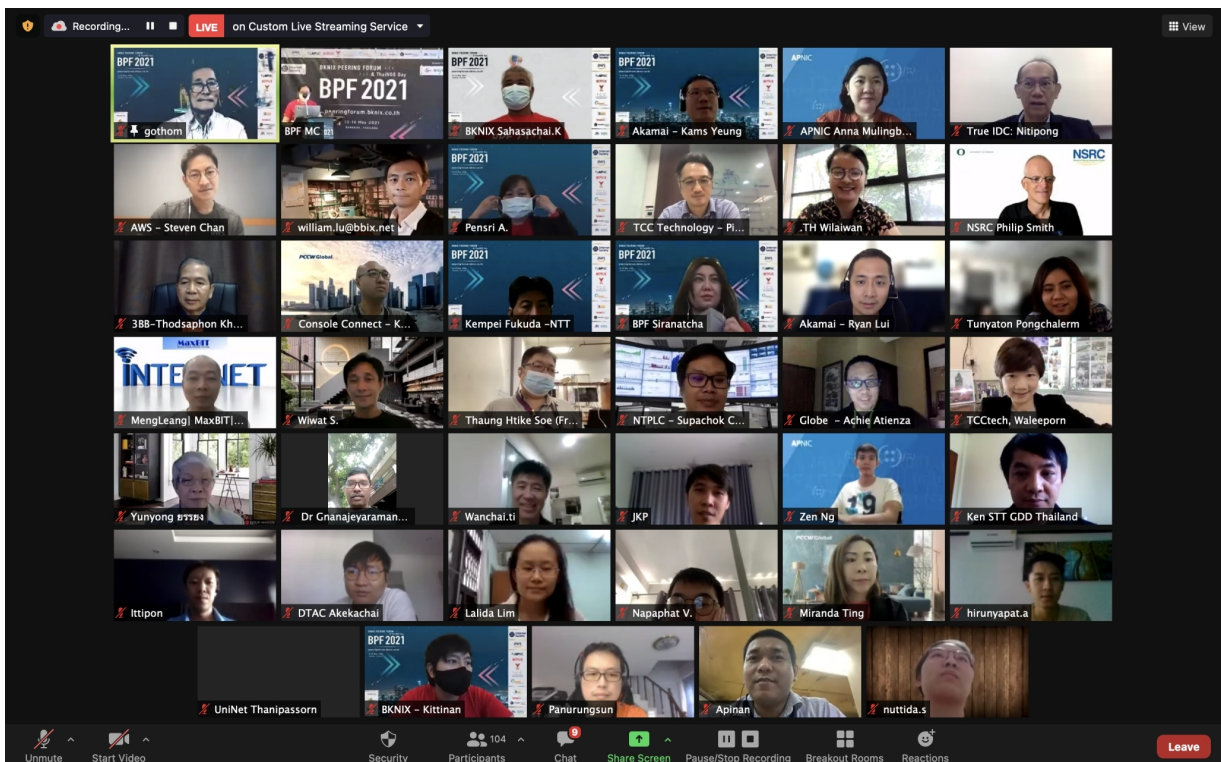 Recording...
LIVE
on Custom Live Streaming Service
View
BPF 2021
gothom
BKNIX PEERING FORUM
& ThaiNOG Day
BPF 2021
peeringforum.bknix.co.th
BPF MC
BPF 2021
BKNIX Sahasachai.K
BPF 2021
Akamai - Kams Yeung
APNIC
APNIC Anna Mulingb...
True IDC: Nitipong
AWS - Steven Chan
william.lu@bbix.net
BPF 2021
Pensri A.
TCC Technology - Pi...
.TH Wilaiwan
NSRC
NSRC Philip Smith
3BB-Thodsaphon Kh...
PCCW Global
Console Connect - K...
BPF 2021
Kempei Fukuda -NTT
BPF 2021
BPF Siranatcha
Akamai - Ryan Lui
Tunyaton Pongchalerm
MaxBIT
INTERNET
MengLeang| MaxBIT|...
Wiwat S.
Thaung Htike Soe (Fr...
NTPLC - Supachok C...
Globe - Achie Atienza
TCCtech, Waleeporn
Yunyong ยรรยง
Dr Gnanajeyaraman...
Wanchai.ti
JKP
APNIC
Zen Ng
Ken STT GDD Thailand
Ittipon
DTAC Akekachai
Lalida Lim
Napaphat V.
PCCW Global
Miranda Ting
hirunyapat.a
UniNet Thanipassorn
BPF 2021
BKNIX - Kittinan
Panurungsun
Apinan
nuttida.s
Unmute
Start Video
Security
Participants
104
Chat
9
Share Screen
Pause/Stop Recording
Breakout Rooms
Reactions
Leave